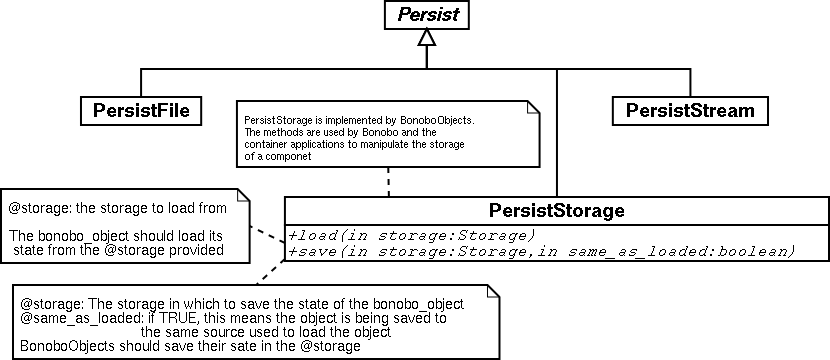 Persist
PersistFile
PersistStream
PersistStorage is implemented by BonoboObjects.
The methods are used by Bonobo and the
container applications to manipulate the storage
of a componet
PersistStorage
+load(in storage:Storage)
+save(in storage:Storage,in same_as_loaded:boolean)
@storage: the storage to load from
The bonobo_object should load its
state from the @storage provided
@storage: The storage in which to save the state of the bonobo_object
@same_as_loaded: if TRUE, this means the object is being saved to
the same source used to load the object
BonoboObjects should save their sate in the @storage